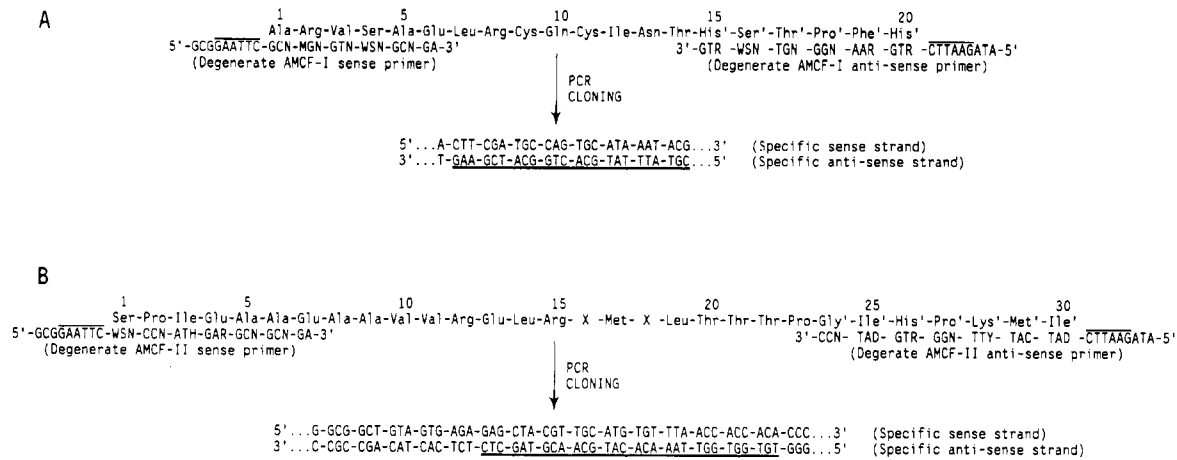 A
1 5 10 15 20
Ala-Arg-Val-Ser-Ala-Glu-Leu-Arg-Cys-Gln-Cys-Ile-Asn-Thr-His'-Ser'-Thr'-Pro'-Phe'-His'
5'-GCGGAATTC-GCN-MGN-GTN-WSN-GCN-GA-3' 3'-GTR -WSN -TGN -GGN -AAR -GTR -CTTAAGATA-5'
(Degenerate AMCF-I sense primer) (Degenerate AMCF-I anti-sense primer)
PCR
CLONING
5'...A-CTT-CGA-TGC-CAG-TGC-ATA-AAT-ACG...3' (Specific sense strand)
3'...T-GAA-GCT-ACG-GTC-ACG-TAT-TTA-TGC...5' (Specific anti-sense strand)
B
1 5 10 15 20 25 30
Ser-Pro-Ile-Glu-Ala-Ala-Glu-Ala-Ala-Val-Val-Arg-Glu-Leu-Arg- X -Met- X -Leu-Thr-Thr-Thr-Pro-Gly'-Ile'-His'-Pro'-Lys'-Met'-Ile'
5'-GCGGAATTC-WSN-CCN-ATH-GAR-GCN-GCN-GA-3' 3'-CCN- TAD- GTR- GGN- TTY- TAC- TAD -CTTAAGATA-5'
(Degenerate AMCF-II sense primer) (Degerate AMCF-II anti-sense primer)
PCR
CLONING
5'...G-GCG-GCT-GTA-GTG-AGA-GAG-CTA-CGT-TGC-ATG-TGT-TTA-ACC-ACC-ACA-CCC...3' (Specific sense strand)
3'...C-CGC-CGA-CAT-CAC-TCT-CTC-GAT-GCA-ACG-TAC-ACA-AAT-TGG-TGG-TGT-GGG...5' (Specific anti-sense strand)